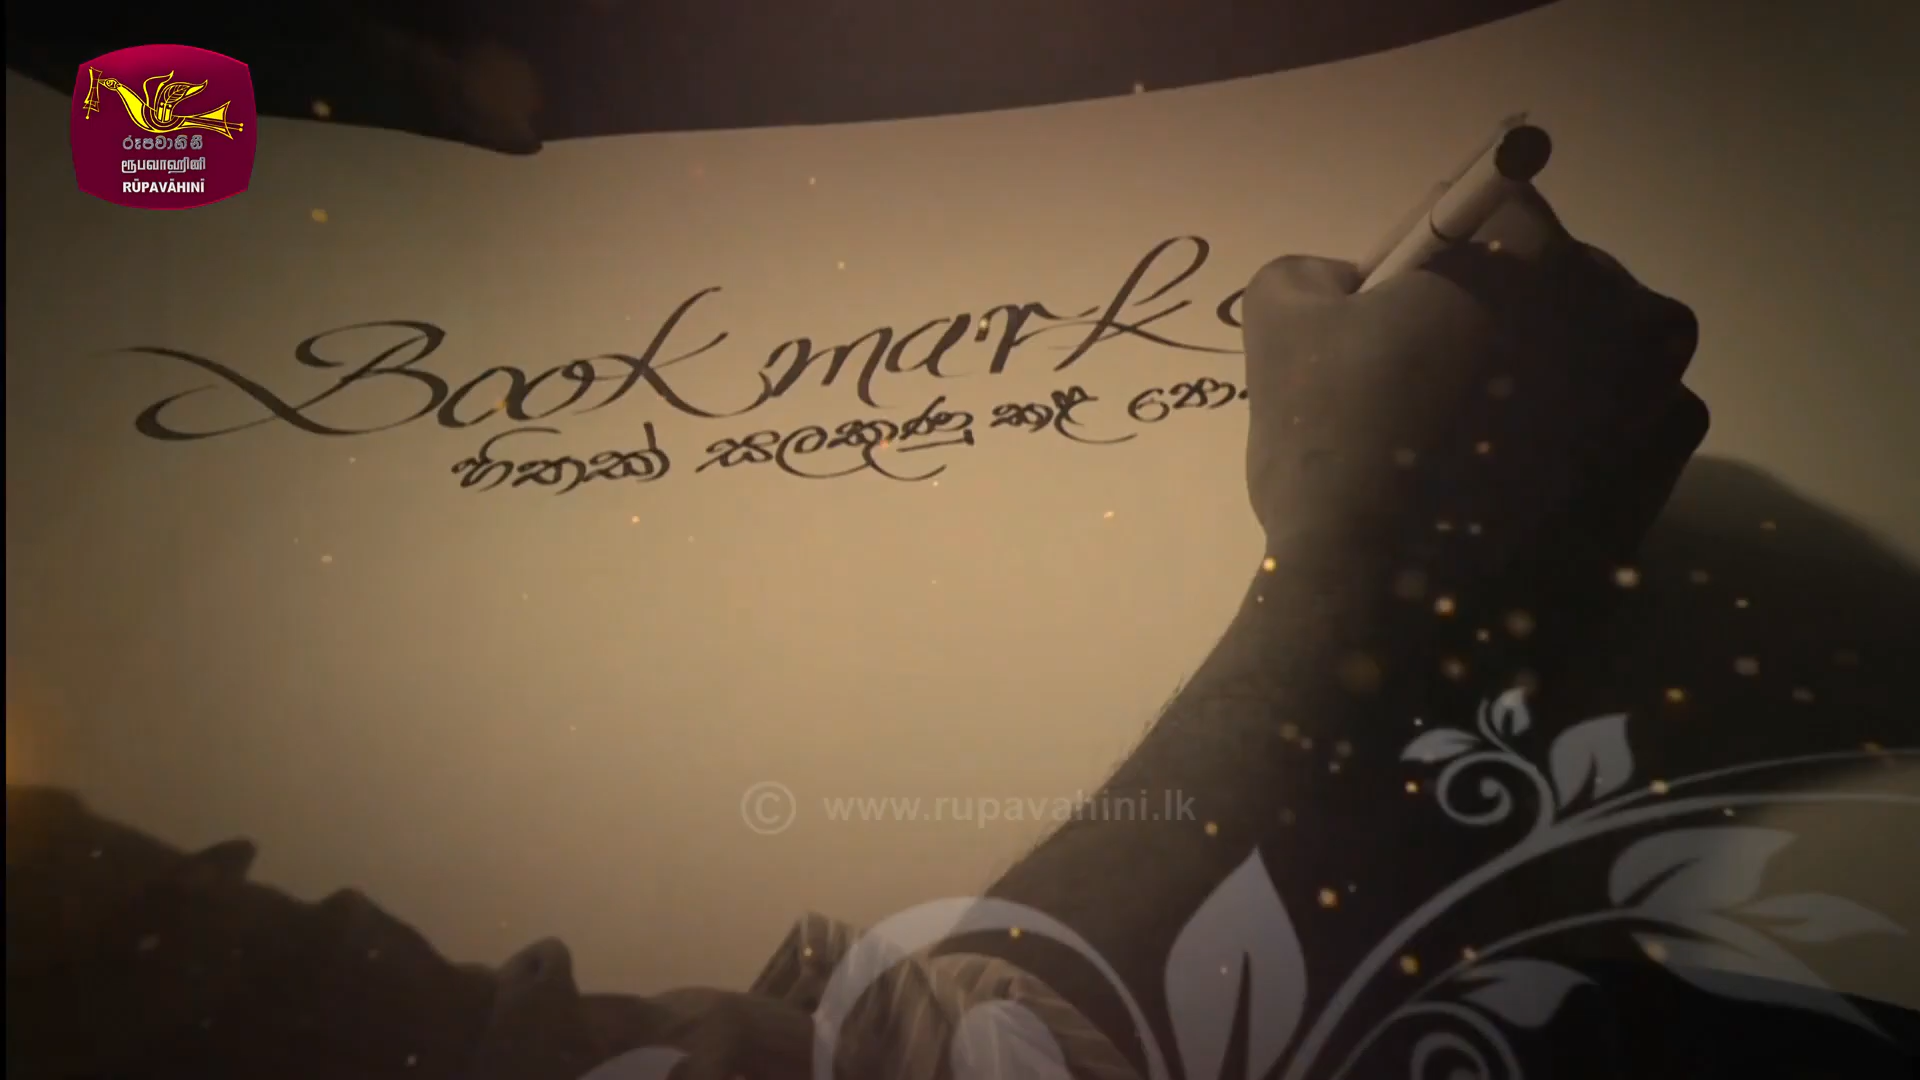 රූපවාහිනී
ரூபவாஹினி
RŪPAVĀHINĪ
Book mark
හිතක් සලකුණු කළ
© www.rupavahini.lk